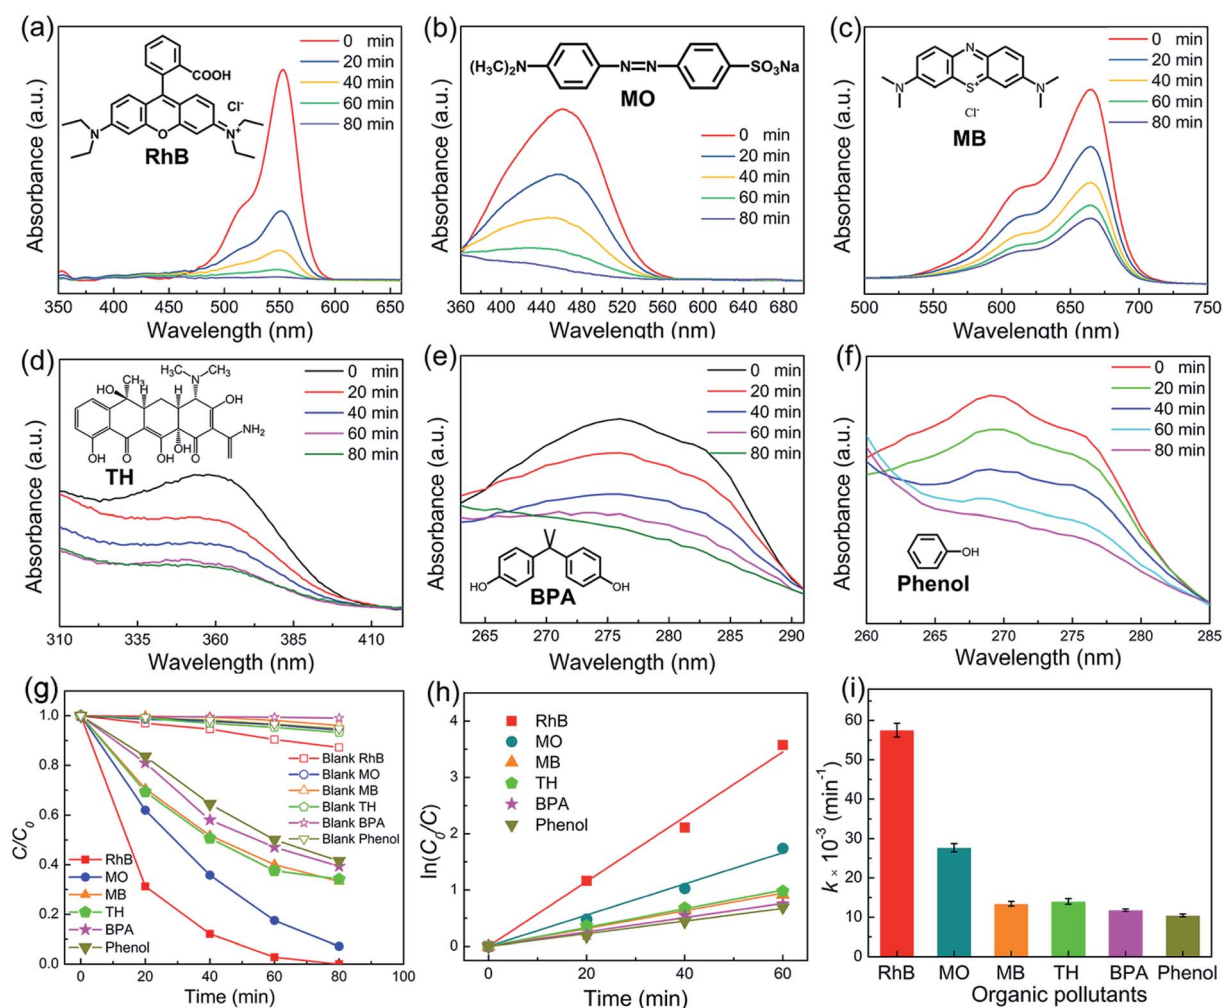 (a)
0 min
20 min
40 min
60 min
80 min
COOH
Cl-
N
O
N+
RhB
Absorbance (a.u.)
350 400 450 500 550 600 650
Wavelength (nm)
(b)
(H3C)2N
N=N
SO3Na
MO
0 min
20 min
40 min
60 min
80 min
Absorbance (a.u.)
360 400 440 480 520 560 600 640 680
Wavelength (nm)
(c)
0 min
20 min
40 min
60 min
80 min
N
N
S+
N
Cl-
MB
Absorbance (a.u.)
500 550 600 650 700 750
Wavelength (nm)
(d)
0 min
20 min
40 min
60 min
80 min
HO
CH3
H
N
H
OH
NH2
OH
O
OH
OH
O
TH
Absorbance (a.u.)
310 335 360 385 410
Wavelength (nm)
(e)
0 min
20 min
40 min
60 min
80 min
HO
OH
BPA
Absorbance (a.u.)
265 270 275 280 285 290
Wavelength (nm)
(f)
0 min
20 min
40 min
60 min
80 min
OH
Phenol
Absorbance (a.u.)
260 265 270 275 280 285
Wavelength (nm)
(g)
C/C0
1.0
0.8
0.6
0.4
0.2
0.0
Blank RhB
Blank MO
Blank MB
Blank TH
Blank BPA
Blank Phenol
RhB
MO
MB
TH
BPA
Phenol
0 20 40 60 80 100
Time (min)
(h)
ln(C0/C)
4
3
2
1
0
RhB
MO
MB
TH
BPA
Phenol
0 20 40 60
Time (min)
(i)
k × 10-3 (min-1)
60
50
40
30
20
10
0
RhB MO MB TH BPA Phenol
Organic pollutants